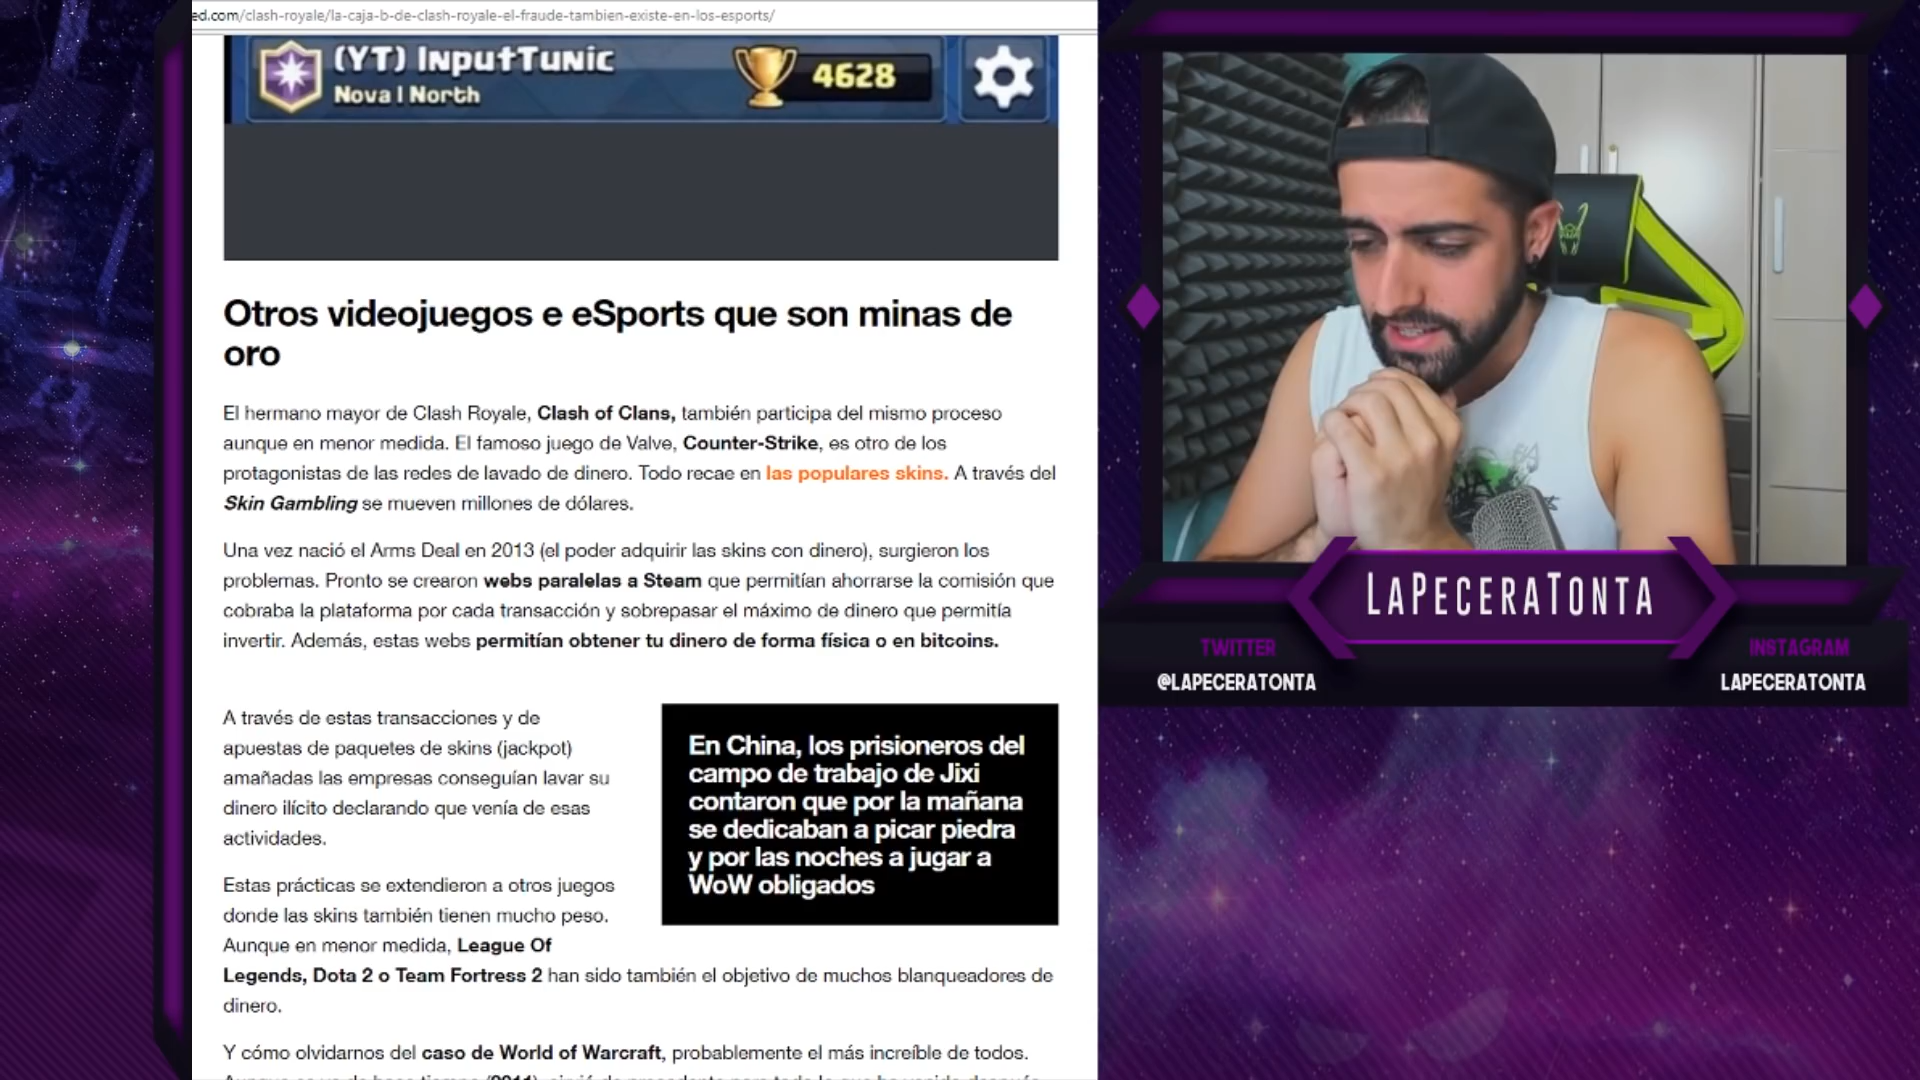 ed.com/clash-royale/la-caja-b-de-clash-royale-el-fraude-tambien-existe-en-los-esports/
(YT) InputTunic
Nova | North
4628
Otros videojuegos e eSports que son minas de
oro
El hermano mayor de Clash Royale, Clash of Clans, también participa del mismo proceso
aunque en menor medida. El famoso juego de Valve, Counter-Strike, es otro de los
protagonistas de las redes de lavado de dinero. Todo recae en las populares skins. A través del
Skin Gambling se mueven millones de dólares.
Una vez nació el Arms Deal en 2013 (el poder adquirir las skins con dinero), surgieron los
problemas. Pronto se crearon webs paralelas a Steam que permitían ahorrarse la comisión que
cobraba la plataforma por cada transacción y sobrepasar el máximo de dinero que permitía
invertir. Además, estas webs permitían obtener tu dinero de forma física o en bitcoins.
A través de estas transacciones y de
apuestas de paquetes de skins (jackpot)
amañadas las empresas conseguían lavar su
dinero ilícito declarando que venía de esas
actividades.
En China, los prisioneros del
campo de trabajo de Jixi
contaron que por la mañana
se dedicaban a picar piedra
y por las noches a jugar a
WoW obligados
Estas prácticas se extendieron a otros juegos
donde las skins también tienen mucho peso.
Aunque en menor medida, League Of
Legends, Dota 2 o Team Fortress 2 han sido también el objetivo de muchos blanqueadores de
dinero.
Y cómo olvidarnos del caso de World of Warcraft, probablemente el más increíble de todos.
LAPECERATONTA
TWITTER
@LAPECERATONTA
INSTAGRAM
LAPECERATONTA